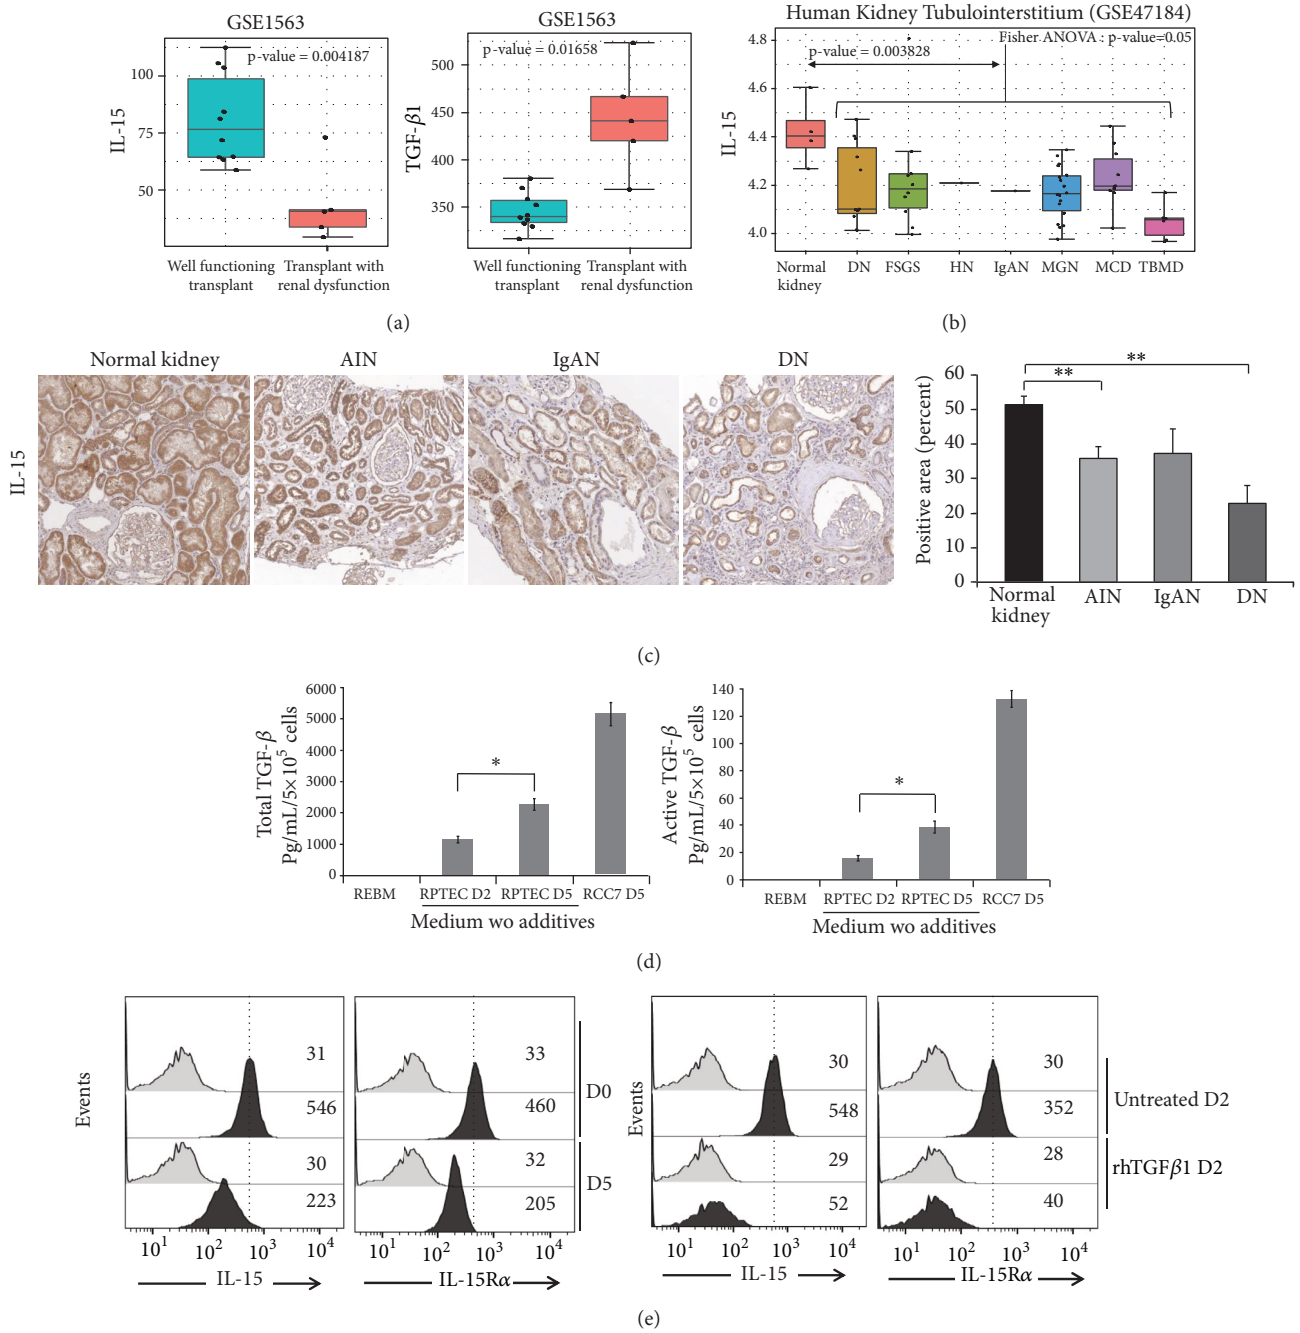 GSE1563
p-value = 0.004187
IL-15
100
75
50
Well functioning
transplant
Transplant with
renal dysfunction
GSE1563
p-value = 0.01658
TGF-β1
500
450
400
350
Well functioning
transplant
Transplant with
renal dysfunction
(a)
Human Kidney Tubulointerstitium (GSE47184)
Fisher ANOVA : p-value=0.05
p-value = 0.003828
IL-15
4.8
4.6
4.4
4.2
4.0
Normal
kidney
DN
FSGS
HN
IgAN
MGN
MCD
TBMD
(b)
Normal kidney
AIN
IgAN
DN
IL-15
**
**
Positive area (percent)
60
50
40
30
20
10
0
Normal
kidney
AIN
IgAN
DN
(c)
Total TGF-β
Pg/mL/5×10⁵ cells
6000
5000
4000
3000
2000
1000
0
*
REBM
RPTEC D2
RPTEC D5
RCC7 D5
Medium wo additives
Active TGF-β
Pg/mL/5×10⁵ cells
140
120
100
80
60
40
20
0
*
REBM
RPTEC D2
RPTEC D5
RCC7 D5
Medium wo additives
(d)
Events
31
546
30
223
10¹ 10² 10³ 10⁴
IL-15
33
460
32
205
10¹ 10² 10³ 10⁴
IL-15Rα
D0
D5
Events
30
548
29
52
10¹ 10² 10³ 10⁴
IL-15
30
352
28
40
10¹ 10² 10³ 10⁴
IL-15Rα
Untreated D2
rhTGFβ1 D2
(e)